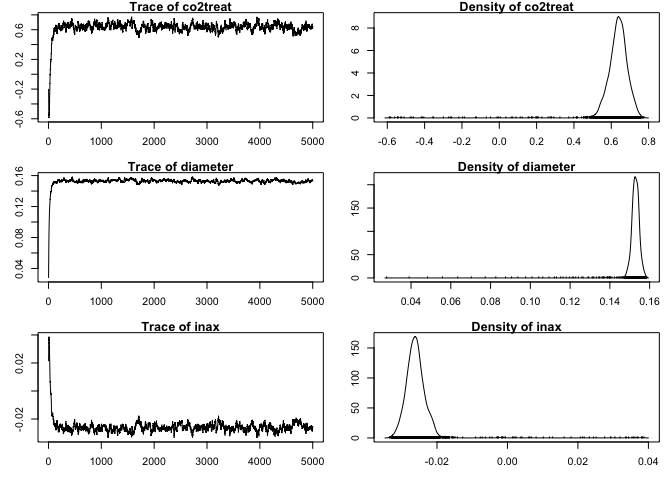 Trace of co2treat
Density of co2treat
0.6
0.2
-0.2
-0.6
0 1000 2000 3000 4000 5000
8
6
4
2
0
-0.6 -0.4 -0.2 0.0 0.2 0.4 0.6 0.8
Trace of diameter
Density of diameter
0.16
0.12
0.08
0.04
0 1000 2000 3000 4000 5000
150
50
0
0.04 0.06 0.08 0.10 0.12 0.14 0.16
Trace of inax
Density of inax
0.02
-0.02
0 1000 2000 3000 4000 5000
150
100
50
0
-0.02 0.00 0.02 0.04